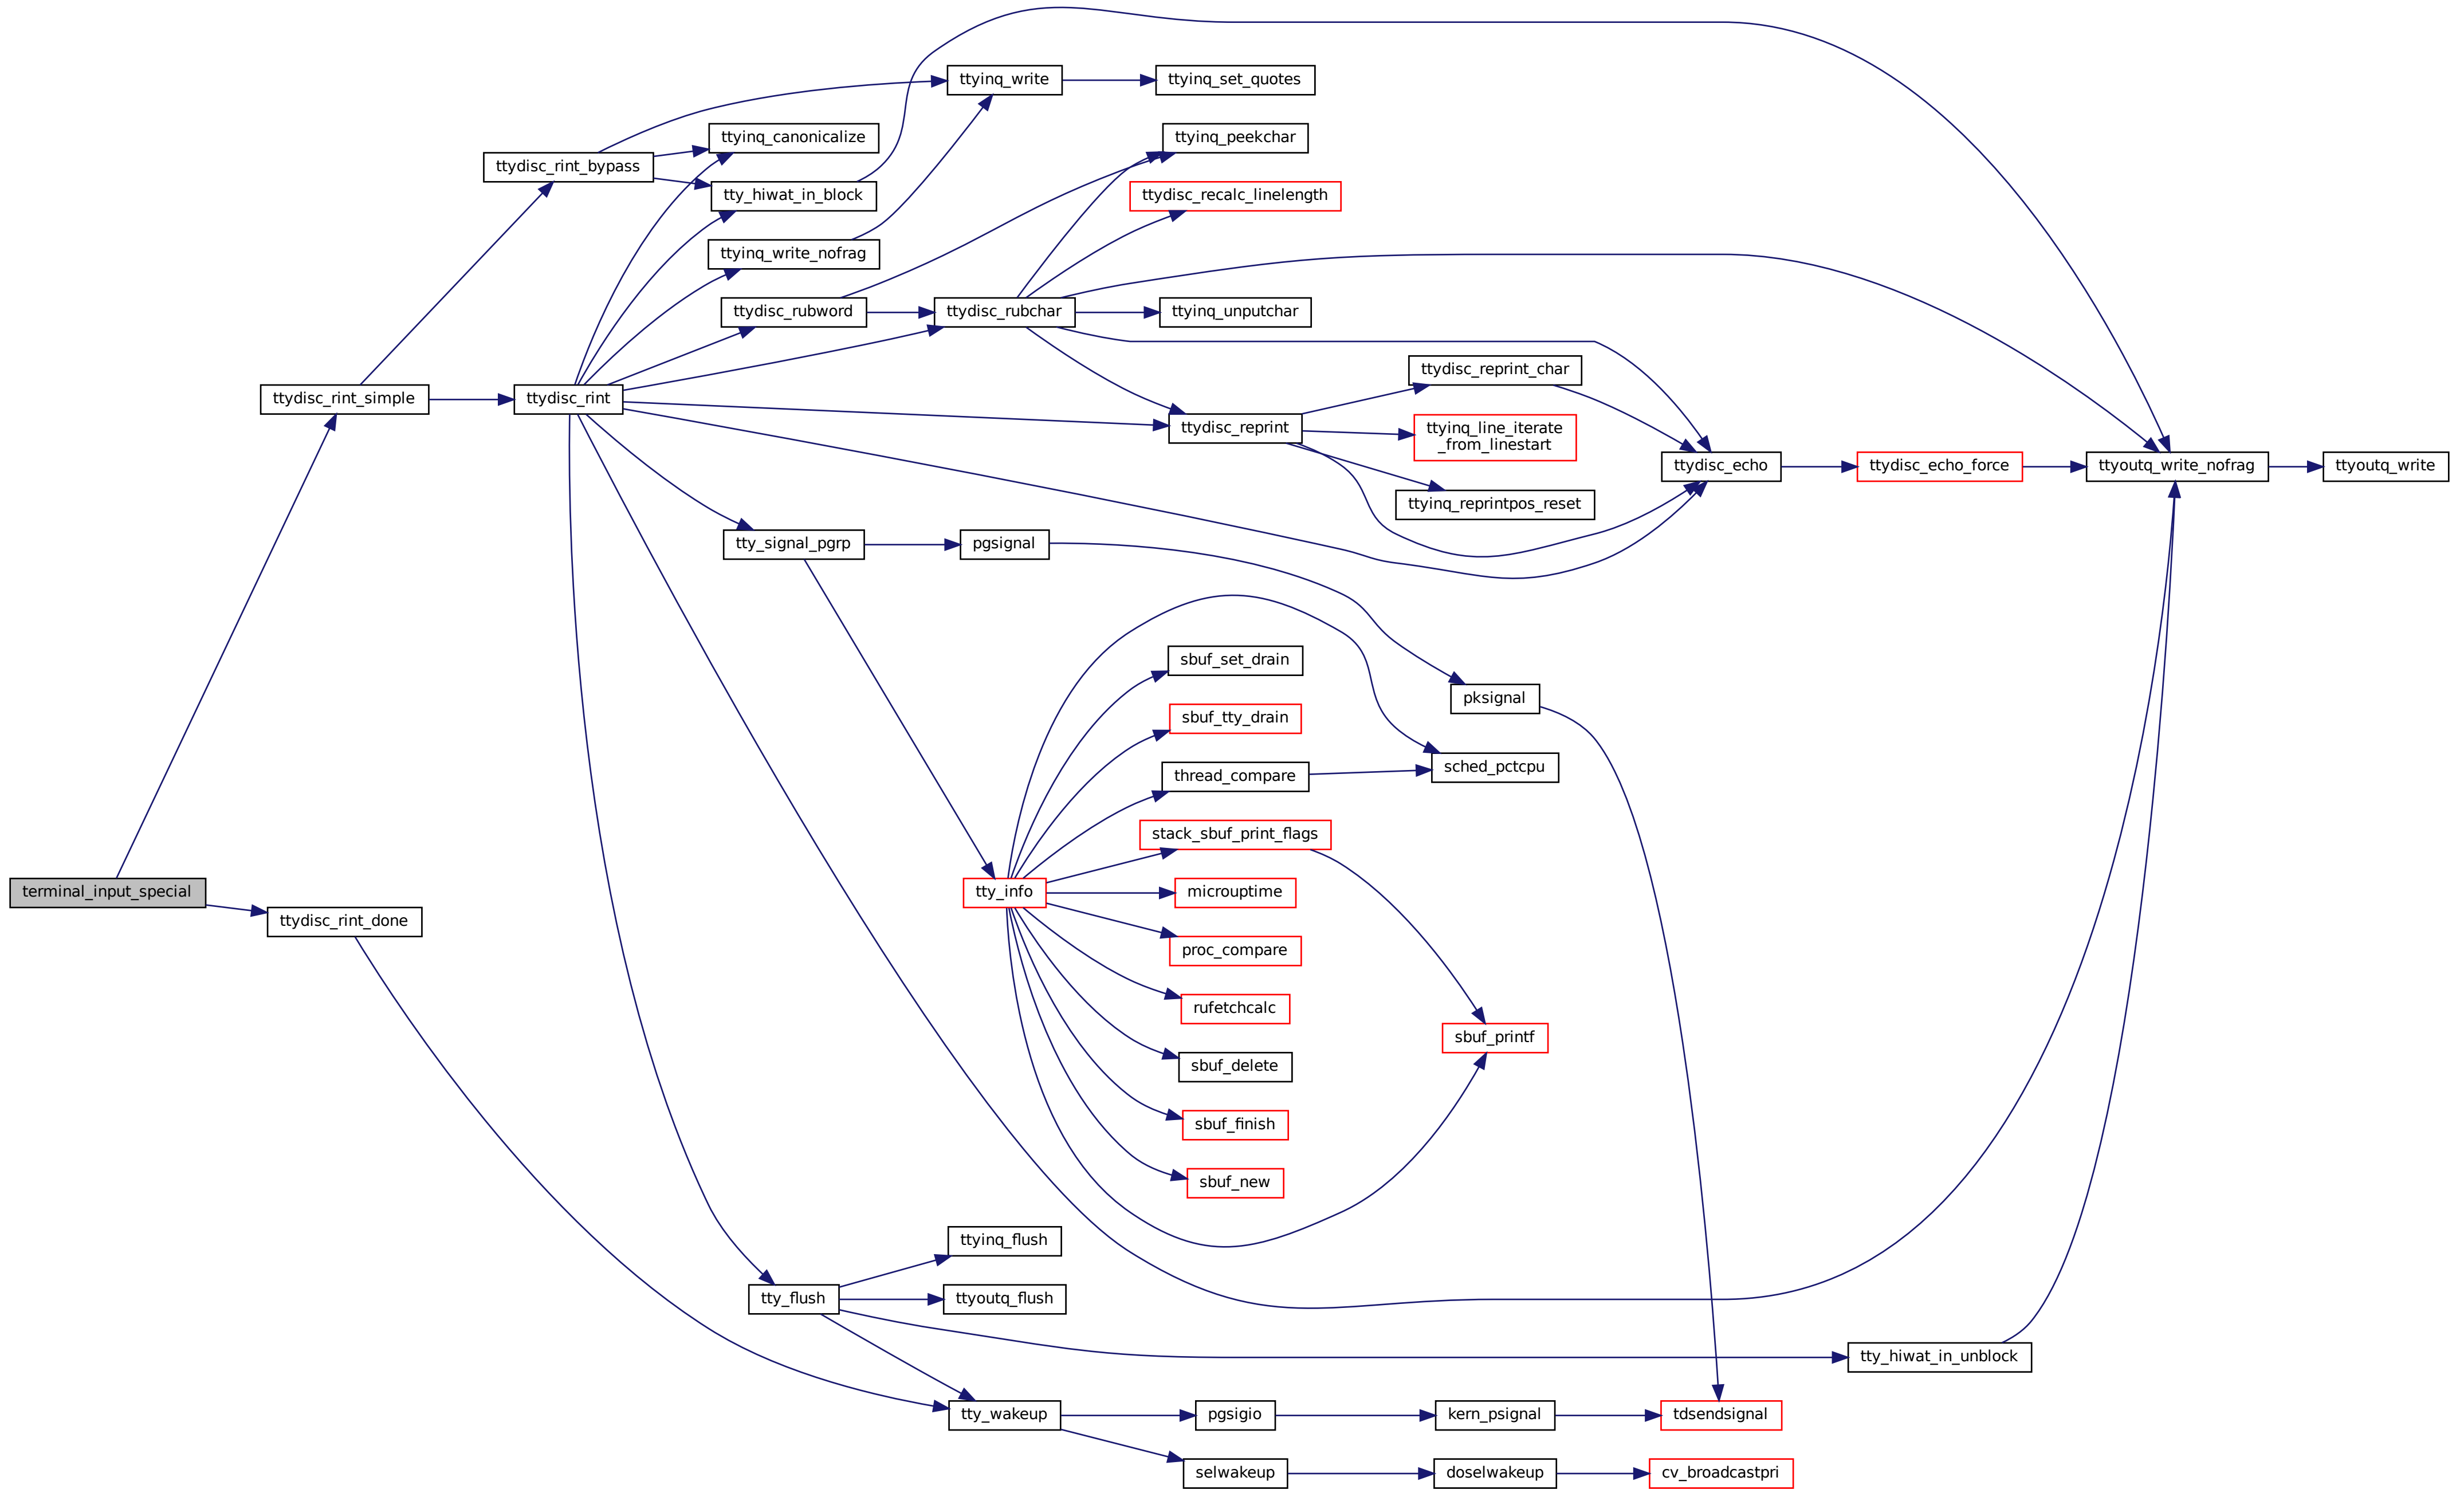 ttyinq_write
ttyinq_set_quotes
ttyinq_canonicalize
ttyinq_peekchar
ttydisc_rint_bypass
tty_hiwat_in_block
ttydisc_recalc_linelength
ttyinq_write_nofrag
ttydisc_rubword
ttydisc_rubchar
ttyinq_unputchar
ttydisc_reprint_char
ttydisc_rint_simple
ttydisc_rint
ttydisc_reprint
ttyinq_line_iterate
_from_linestart
ttydisc_echo
ttydisc_echo_force
ttyoutq_write_nofrag
ttyoutq_write
ttyinq_reprintpos_reset
tty_signal_pgrp
pgsignal
sbuf_set_drain
pksignal
sbuf_tty_drain
thread_compare
sched_pctcpu
stack_sbuf_print_flags
terminal_input_special
tty_info
microuptime
ttydisc_rint_done
proc_compare
rufetchcalc
sbuf_printf
sbuf_delete
sbuf_finish
sbuf_new
ttyinq_flush
tty_flush
ttyoutq_flush
tty_hiwat_in_unblock
tty_wakeup
pgsigio
kern_psignal
tdsendsignal
selwakeup
doselwakeup
cv_broadcastpri